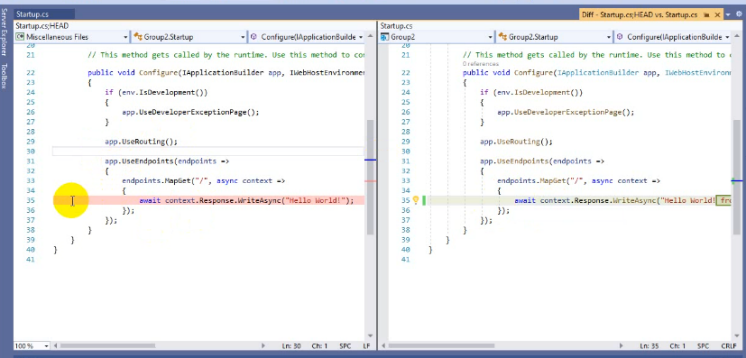 Server Explorer
Toolbox
Startup.cs
Diff - Startup.cs;HEAD vs. Startup.cs
Startup.cs;HEAD
Miscellaneous Files
Group2.Startup
Configure(IApplicationBuilde
20
21 // This method gets called by the runtime. Use this method to
22 public void Configure(IApplicationBuilder app, IWebHostEnvironme
23 {
24 if (env.IsDevelopment())
25 {
26 app.UseDeveloperExceptionPage();
27 }
28
29 app.UseRouting();
30
31 app.UseEndpoints(endpoints =>
32 {
33 endpoints.MapGet("/", async context =>
34 {
35 await context.Response.WriteAsync("Hello World!");
36 });
37 });
38 }
39 }
40 }
41
100 %
Ln: 30 Ch: 1 SPC LF
Startup.cs
Group2
Group2.Startup
Configure(IApplicationBuilde
20
21 // This method gets called by the runtime. Use this method to
0 references
22 public void Configure(IApplicationBuilder app, IWebHostEnvironm
23 {
24 if (env.IsDevelopment())
25 {
26 app.UseDeveloperExceptionPage();
27 }
28
29 app.UseRouting();
30
31 app.UseEndpoints(endpoints =>
32 {
33 endpoints.MapGet("/", async context =>
34 {
35 await context.Response.WriteAsync("Hello World! fro
36 });
37 });
38 }
39 }
40 }
41
Ln: 35 Ch: 1 SPC CRLF